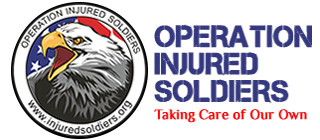 OPERATION INJURED SOLDIERS
www.injuredsoldiers.org
OPERATION
INJURED
SOLDIERS
Taking Care of Our Own